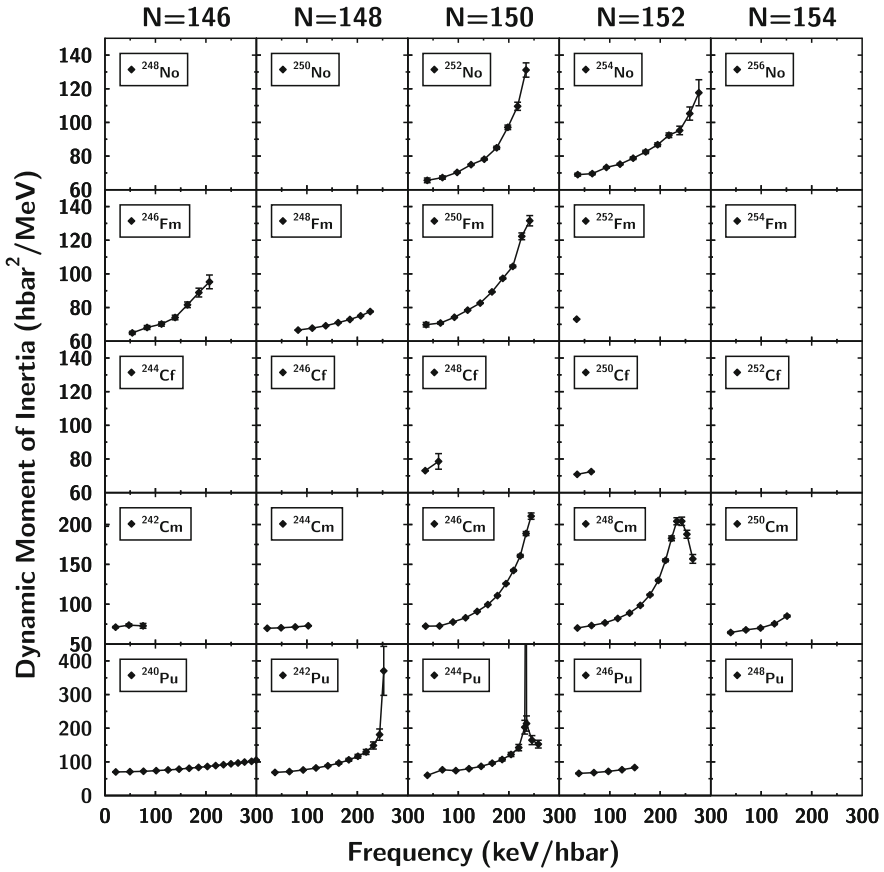 N=146 N=148 N=150 N=152 N=154
Dynamic Moment of Inertia (hbar²/MeV)
140
120
100
80
60
²⁴⁸No ²⁵⁰No ²⁵²No ²⁵⁴No ²⁵⁶No
140
120
100
80
60
²⁴⁶Fm ²⁴⁸Fm ²⁵⁰Fm ²⁵²Fm ²⁵⁴Fm
140
120
100
80
60
²⁴⁴Cf ²⁴⁶Cf ²⁴⁸Cf ²⁵⁰Cf ²⁵²Cf
200
150
100
50
²⁴²Cm ²⁴⁴Cm ²⁴⁶Cm ²⁴⁸Cm ²⁵⁰Cm
400
300
200
100
0
²⁴⁰Pu ²⁴²Pu ²⁴⁴Pu ²⁴⁶Pu ²⁴⁸Pu
0 100 200 300 100 200 300 100 200 300 100 200 300 100 200 300
Frequency (keV/hbar)